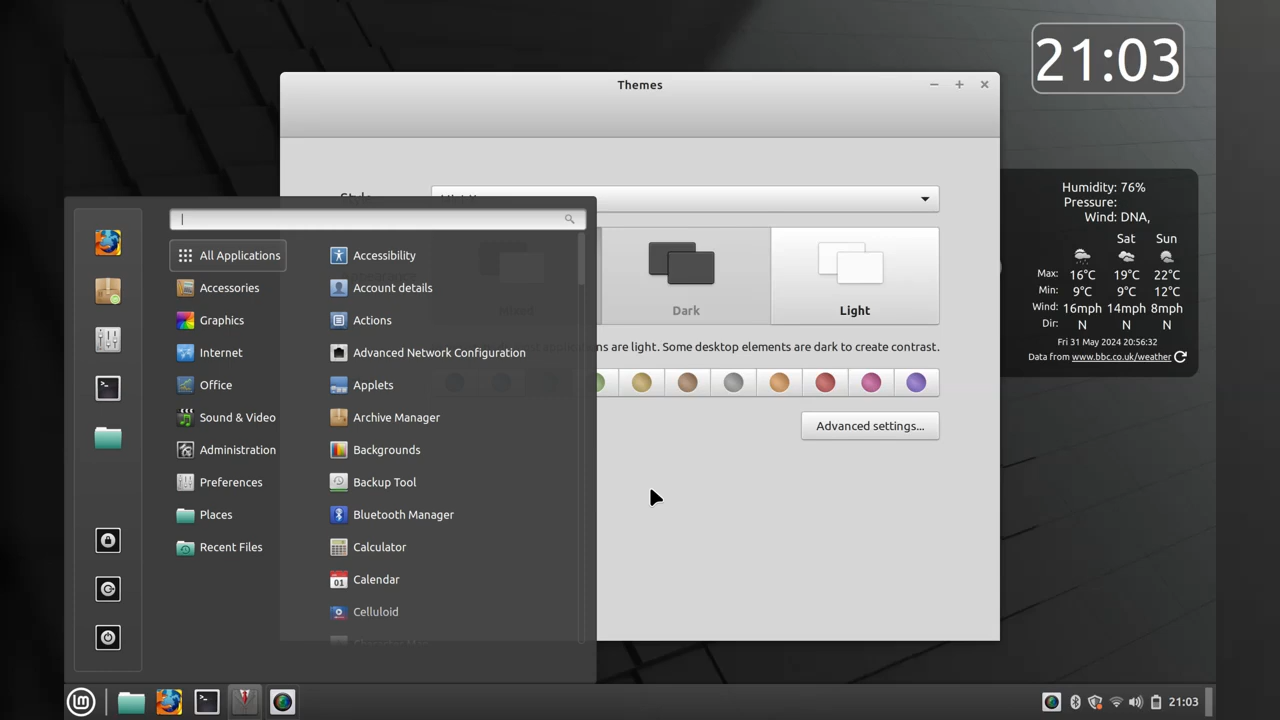 21:03
Themes
Style
Dark
Light
are light. Some desktop elements are dark to create contrast.
Advanced settings...
All Applications
Accessories
Graphics
Internet
Office
Sound & Video
Administration
Preferences
Places
Recent Files
Accessibility
Account details
Actions
Advanced Network Configuration
Applets
Archive Manager
Backgrounds
Backup Tool
Bluetooth Manager
Calculator
01
Calendar
Celluloid
Humidity: 76%
Pressure:
Wind: DNA,
Sat Sun
Max: 16°C 19°C 22°C
Min: 9°C 9°C 12°C
Wind: 16mph 14mph 8mph
Dir: N N N
Fri 31 May 2024 20:56:32
Data from www.bbc.co.uk/weather
21:03